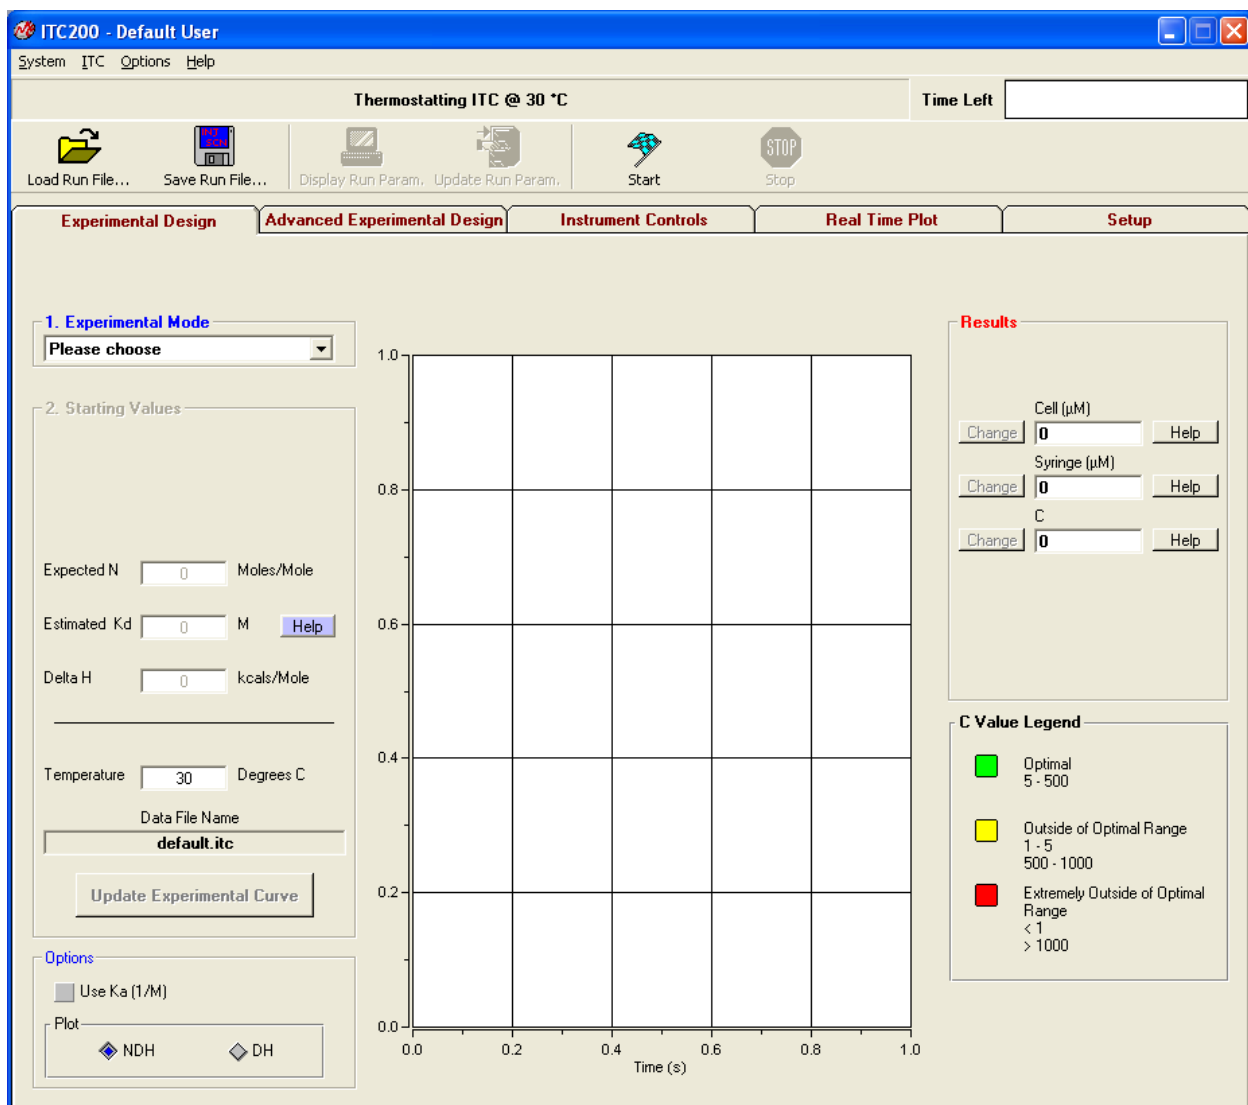 ITC200 - Default User
System ITC Options Help
Thermostatting ITC @ 30 °C
Time Left
INJ
SCN
STOP
Load Run File... Save Run File... Display Run Param. Update Run Param. Start Stop
Experimental Design Advanced Experimental Design Instrument Controls Real Time Plot Setup
1. Experimental Mode
Please choose
2. Starting Values
Expected N 0 Moles/Mole
Estimated Kd 0 M Help
Delta H 0 kcals/Mole
Temperature 30 Degrees C
Data File Name
default.itc
Update Experimental Curve
Options
Use Ka (1/M)
Plot
NDH DH
1.0
0.8
0.6
0.4
0.2
0.0
0.0 0.2 0.4 0.6 0.8 1.0
Time (s)
Results
Cell (µM)
Change 0 Help
Syringe (µM)
Change 0 Help
C
Change 0 Help
C Value Legend
Optimal
5 - 500
Outside of Optimal Range
1 - 5
500 - 1000
Extremely Outside of Optimal
Range
< 1
> 1000